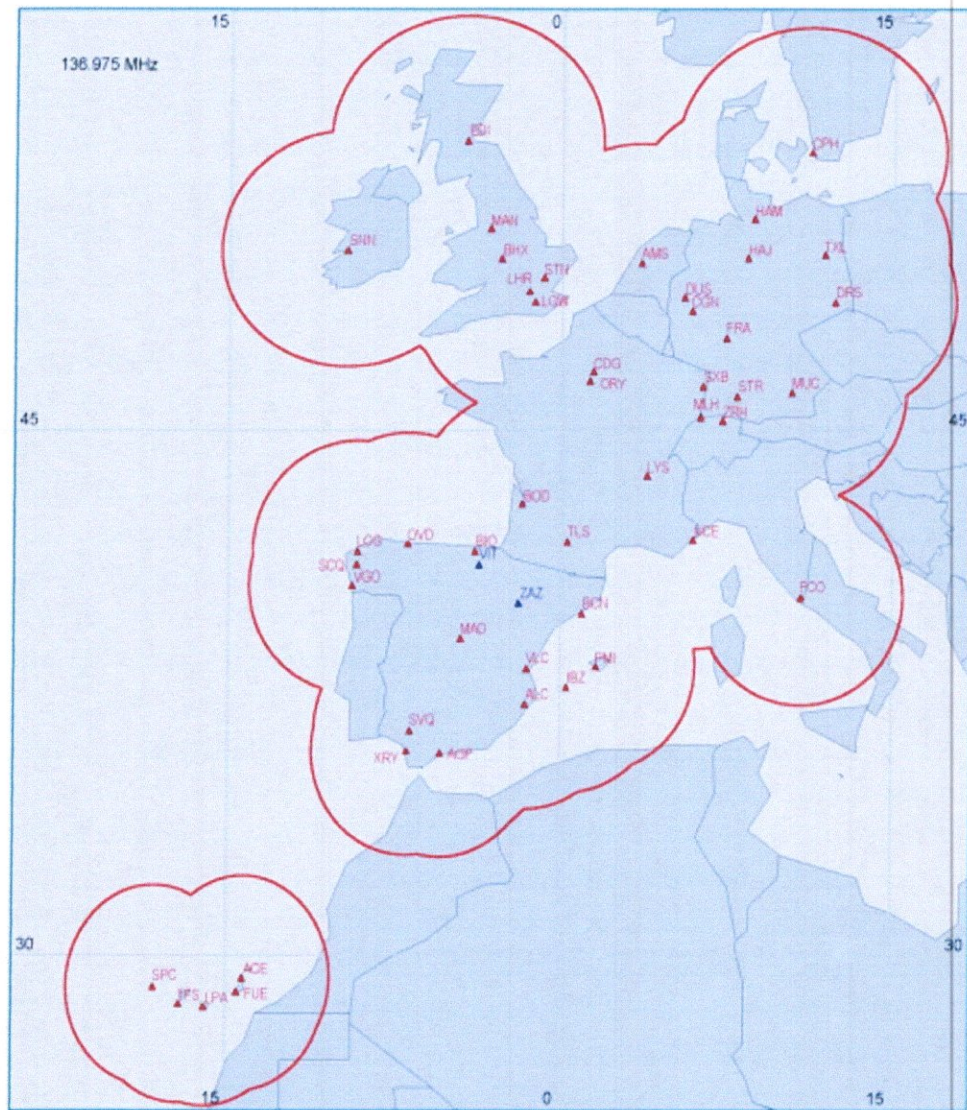 15 0 15
136.975 MHz
EDI
CPH
HAM
MAN
SNN
BHX
AMS
HAJ
TXL
STN
LHR
LGW
DUS
CGN
DRS
FRA
CDG
ORY
SXB
STR
MUC
MLH
ZRH
45 45
LYS
BOD
OVD
TLS
NCE
LCG
BIO
SCQ
VIT
VGO
ZAZ
FCO
BCN
MAD
VLC
PMI
IBZ
ALC
SVQ
XRY
AGP
30 30
SPC
ACE
TFS
LPA
FUE
15 0 15